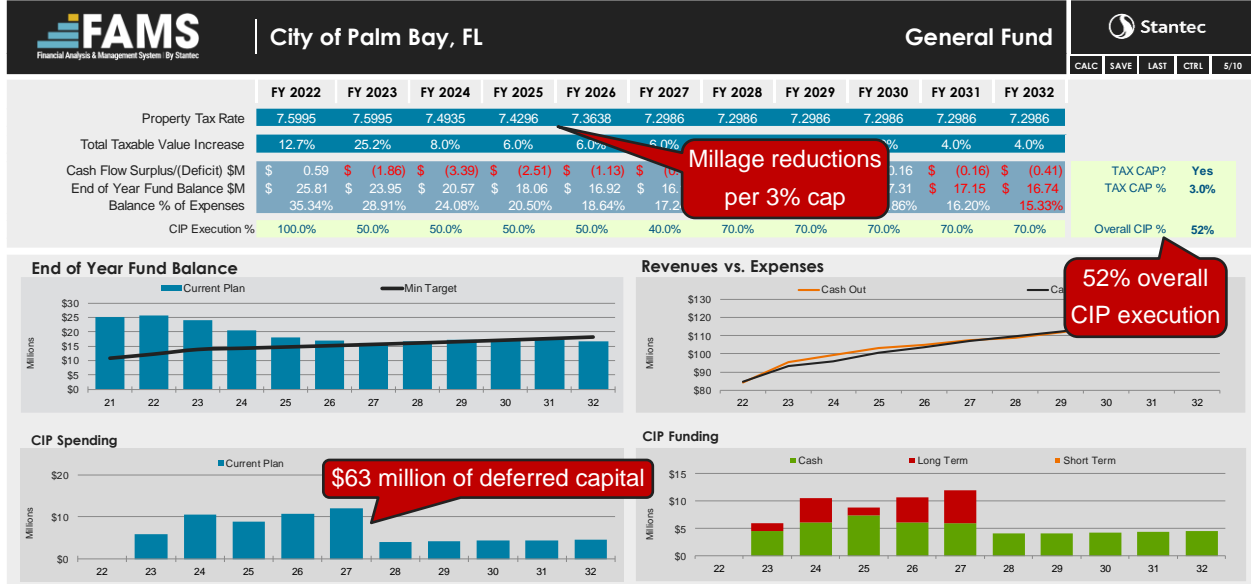 FAMS
Financial Analysis & Management System | By Stantec
City of Palm Bay, FL
General Fund
Stantec
CALC SAVE LAST CTRL 5/10
FY 2022 FY 2023 FY 2024 FY 2025 FY 2026 FY 2027 FY 2028 FY 2029 FY 2030 FY 2031 FY 2032
Property Tax Rate 7.5995 7.5995 7.4935 7.4296 7.3638 7.2986 7.2986 7.2986 7.2986 7.2986 7.2986
Total Taxable Value Increase 12.7% 25.2% 8.0% 6.0% 6.0% 6.0% 4.0% 4.0%
Cash Flow Surplus/(Deficit) $M $ 0.59 $ (1.86) $ (3.39) $ (2.51) $ (1.13) $ 0.16 $ (0.16) $ (0.41)
End of Year Fund Balance $M $ 25.81 $ 23.95 $ 20.57 $ 18.06 $ 16.92 $ 16. 7.31 $ 17.15 $ 16.74
Balance % of Expenses 35.34% 28.91% 24.08% 20.50% 18.64% 17.2 86% 16.20% 15.33%
CIP Execution % 100.0% 50.0% 50.0% 50.0% 50.0% 40.0% 70.0% 70.0% 70.0% 70.0% 70.0%
TAX CAP? Yes
TAX CAP % 3.0%
Overall CIP % 52%
Millage reductions
per 3% cap
52% overall
CIP execution
End of Year Fund Balance
Current Plan Min Target
$30
$25
$20
$15
$10
$5
$0
Millions
21 22 23 24 25 26 27 28 29 30 31 32
Revenues vs. Expenses
Cash Out Ca
$130
$120
$110
$100
$90
$80
Millions
22 23 24 25 26 27 28 29 30 31 32
CIP Spending
Current Plan
$63 million of deferred capital
$20
$10
$0
Millions
22 23 24 25 26 27 28 29 30 31 32
CIP Funding
Cash Long Term Short Term
$15
$10
$5
$0
Millions
22 23 24 25 26 27 28 29 30 31 32